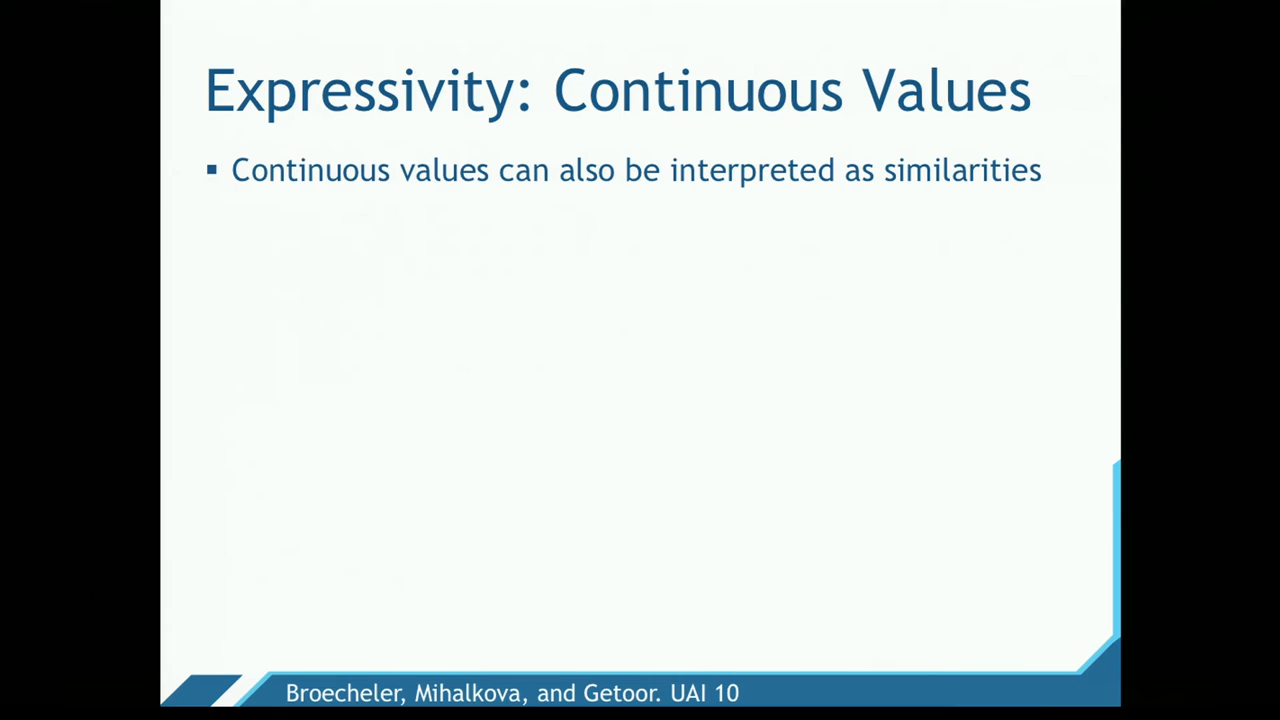 Expressivity: Continuous Values
▪ Continuous values can also be interpreted as similarities
Broecheler, Mihalkova, and Getoor. UAI 10